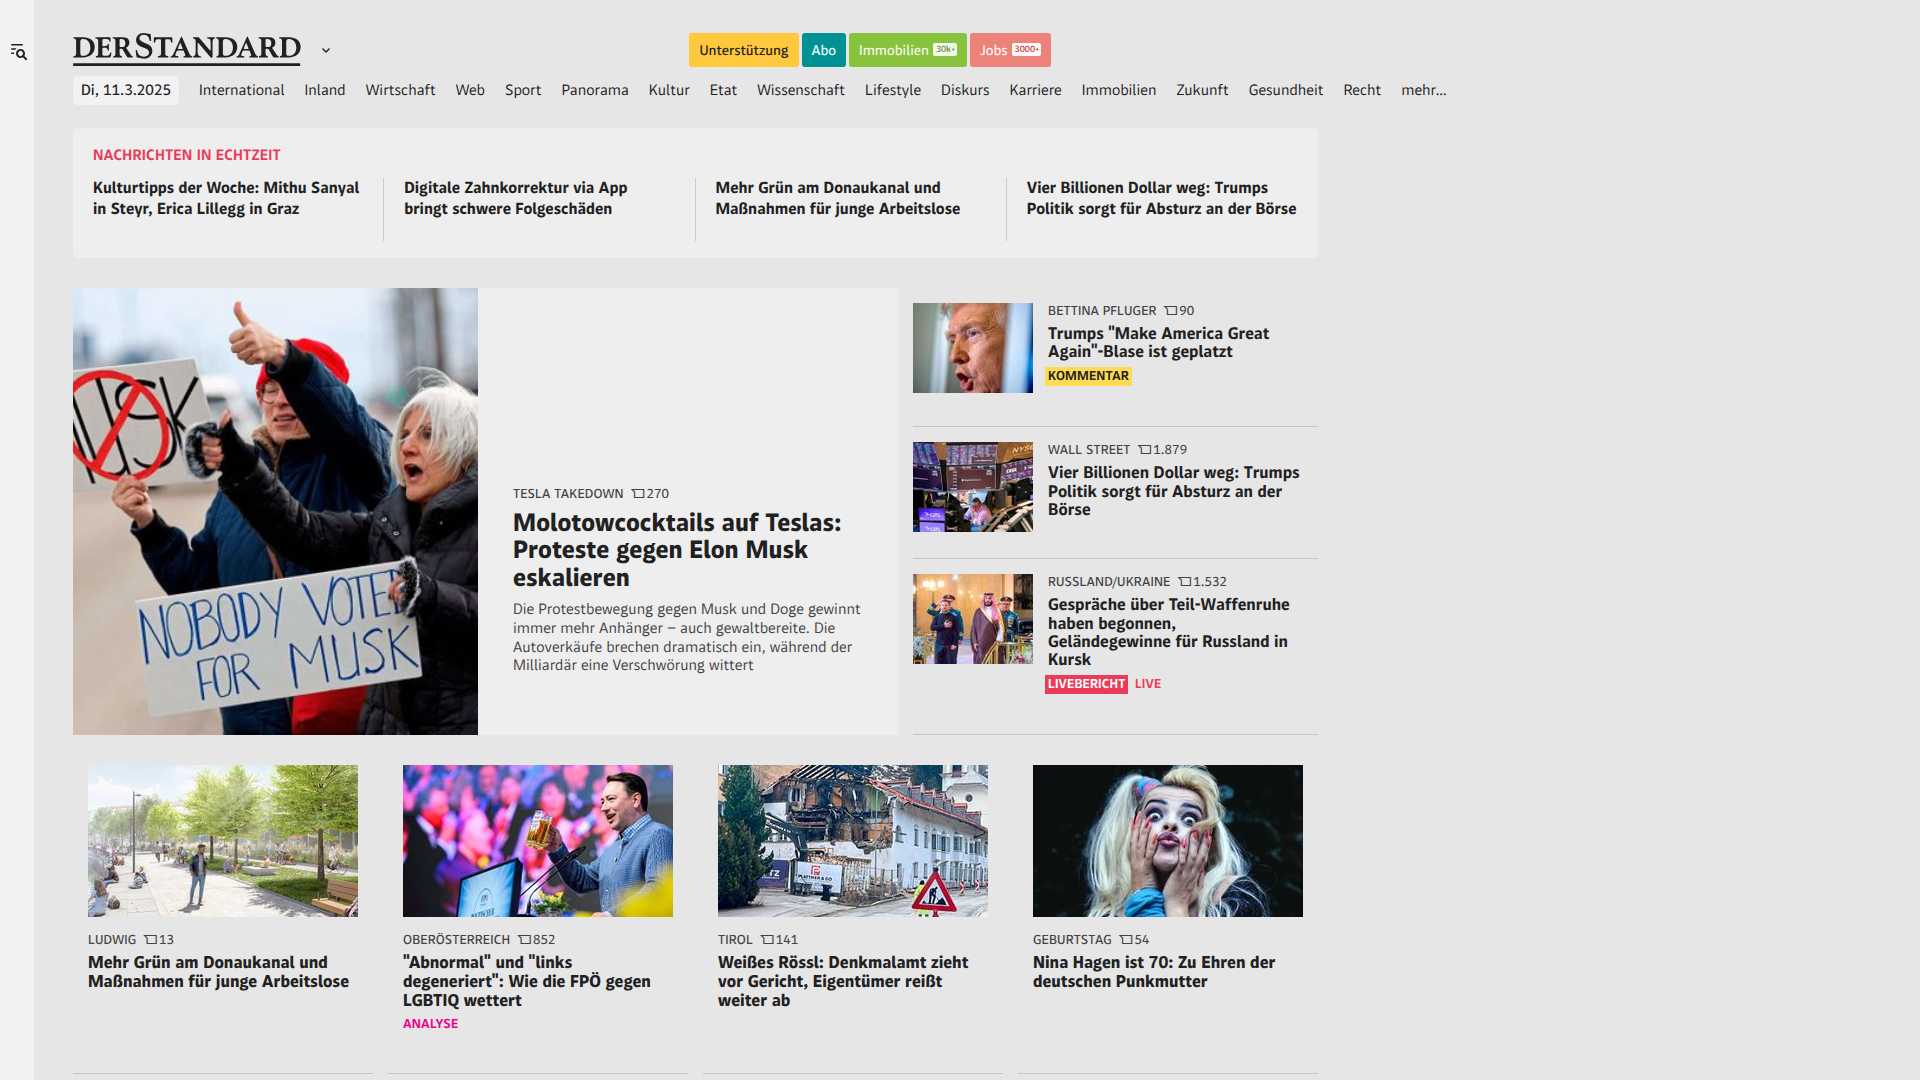 DERSTANDARD
Unterstützung
Abo
Immobilien 30k+
Jobs 3000+
Di, 11.3.2025
International
Inland
Wirtschaft
Web
Sport
Panorama
Kultur
Etat
Wissenschaft
Lifestyle
Diskurs
Karriere
Immobilien
Zukunft
Gesundheit
Recht
mehr...
NACHRICHTEN IN ECHTZEIT
Kulturtipps der Woche: Mithu Sanyal
in Steyr, Erica Lillegg in Graz
Digitale Zahnkorrektur via App
bringt schwere Folgeschäden
Mehr Grün am Donaukanal und
Maßnahmen für junge Arbeitslose
Vier Billionen Dollar weg: Trumps
Politik sorgt für Absturz an der Börse
MUSK
NOBODY VOTED
FOR MUSK
TESLA TAKEDOWN 270
Molotowcocktails auf Teslas:
Proteste gegen Elon Musk
eskalieren
Die Protestbewegung gegen Musk und Doge gewinnt
immer mehr Anhänger – auch gewaltbereite. Die
Autoverkäufe brechen dramatisch ein, während der
Milliardär eine Verschwörung wittert
BETTINA PFLUGER 90
Trumps "Make America Great
Again"-Blase ist geplatzt
KOMMENTAR
WALL STREET 1.879
Vier Billionen Dollar weg: Trumps
Politik sorgt für Absturz an der
Börse
RUSSLAND/UKRAINE 1.532
Gespräche über Teil-Waffenruhe
haben begonnen,
Geländegewinne für Russland in
Kursk
LIVEBERICHT LIVE
LUDWIG 13
Mehr Grün am Donaukanal und
Maßnahmen für junge Arbeitslose
OBERÖSTERREICH 852
"Abnormal" und "links
degeneriert": Wie die FPÖ gegen
LGBTIQ wettert
ANALYSE
TIROL 141
Weißes Rössl: Denkmalamt zieht
vor Gericht, Eigentümer reißt
weiter ab
GEBURTSTAG 54
Nina Hagen ist 70: Zu Ehren der
deutschen Punkmutter